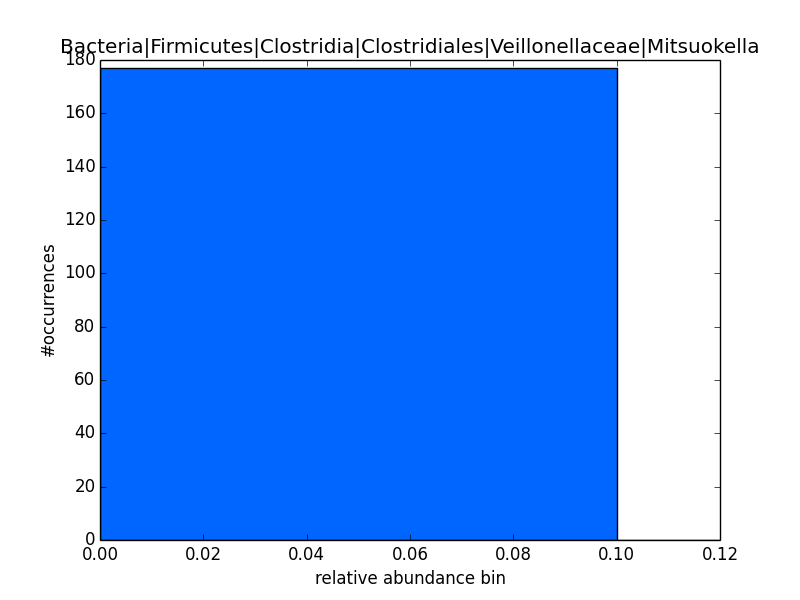 Bacteria|Firmicutes|Clostridia|Clostridiales|Veillonellaceae|Mitsuokella
180
160
140
120
100
80
60
40
20
0
#occurrences
0.00 0.02 0.04 0.06 0.08 0.10 0.12
relative abundance bin